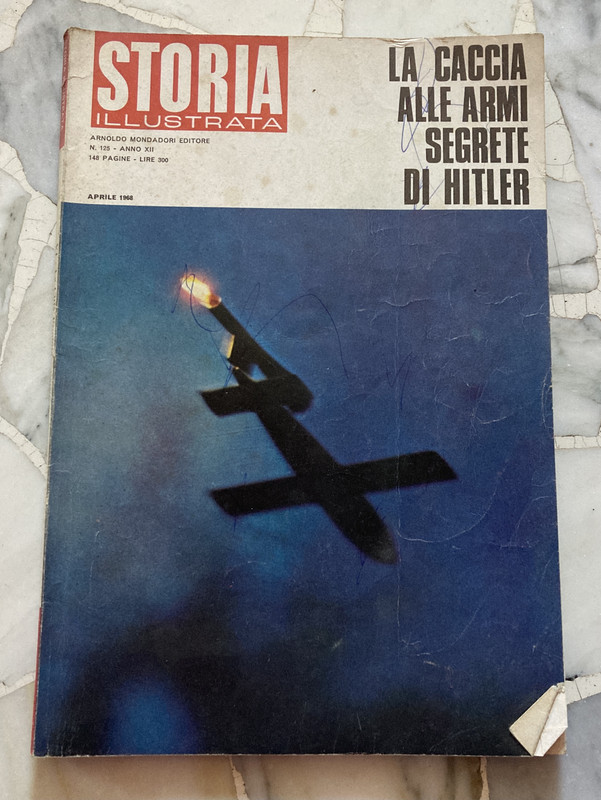 STORIA
ILLUSTRATA
ARNOLDO MONDADORI EDITORE
N. 125 - ANNO XII
148 PAGINE - LIRE 300
APRILE 1968
LA CACCIA
ALLE ARMI
SEGRETE
DI HITLER